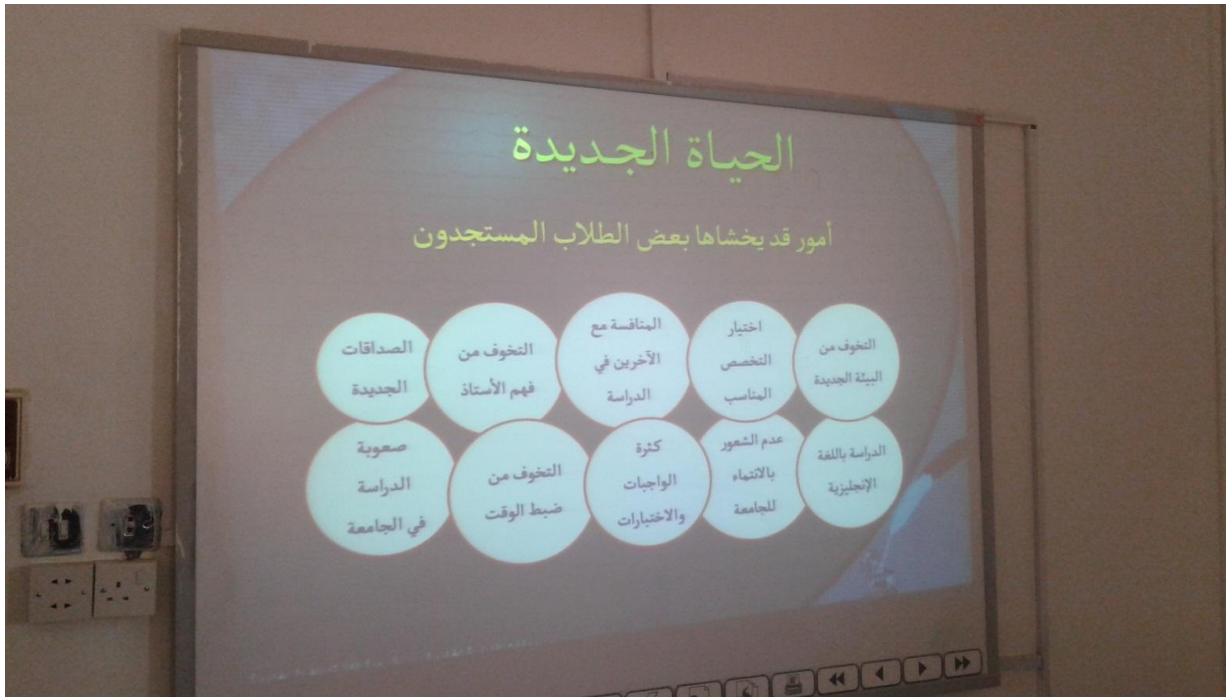 الحياة الجديدة
أمور قد يخشاها بعض الطلاب المستجدون
التخوف من
البيئة الجديدة
اختيار
التخصص
المناسب
المنافسة مع
الآخرين في
الدراسة
التخوف من
فهم الأستاذ
الصداقات
الجديدة
الدراسة باللغة
الإنجليزية
عدم الشعور
بالانتماء
للجامعة
كثرة
الواجبات
والاختبارات
التخوف من
ضبط الوقت
صعوبة
الدراسة
في الجامعة